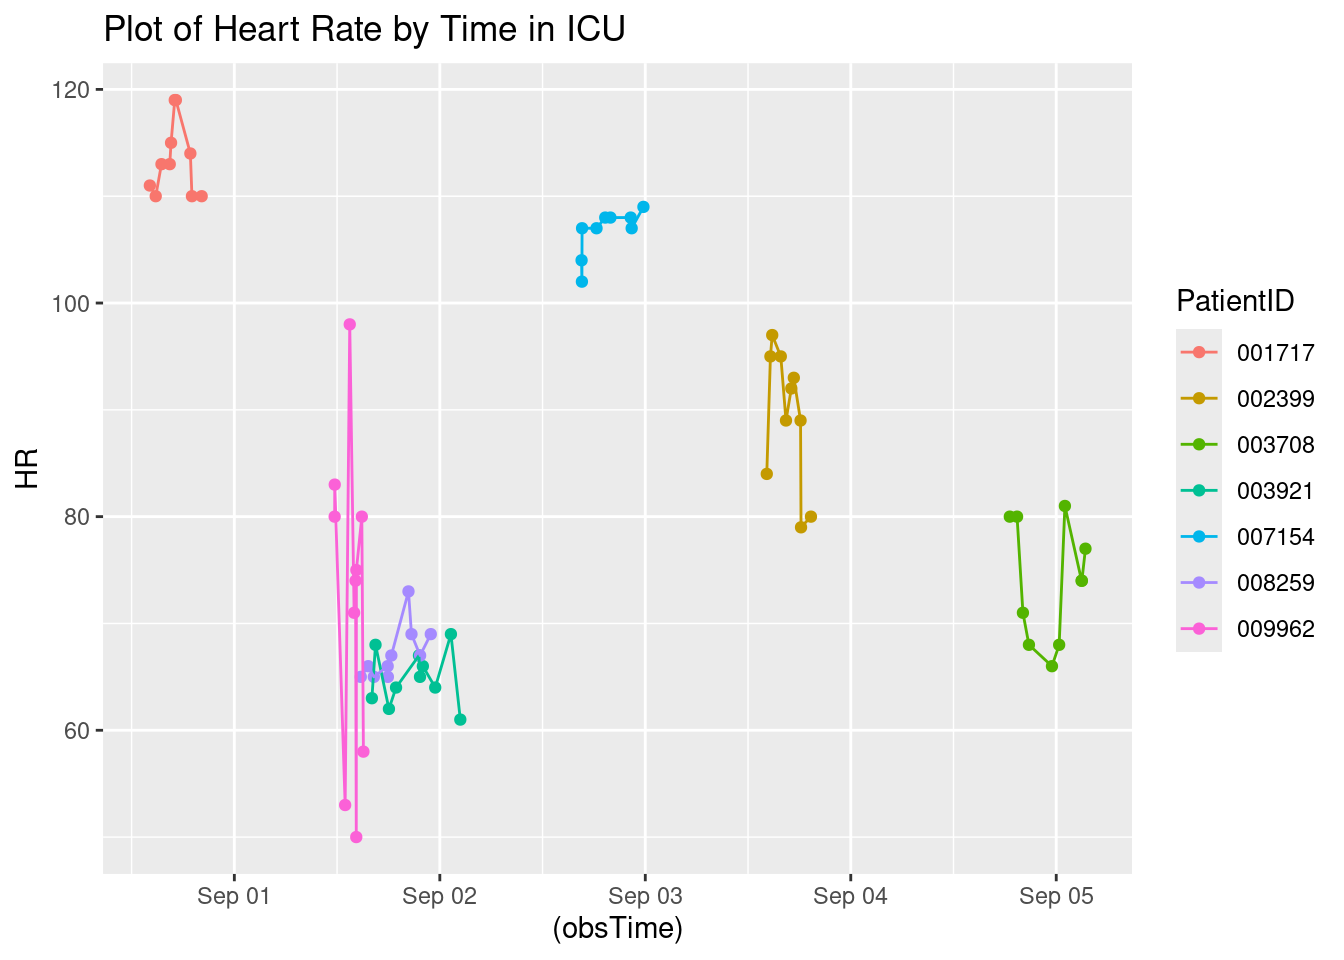 Plot of Heart Rate by Time in ICU
120
100
80
60
HR
Sep 01
Sep 02
Sep 03
Sep 04
Sep 05
(obsTime)
PatientID
001717
002399
003708
003921
007154
008259
009962